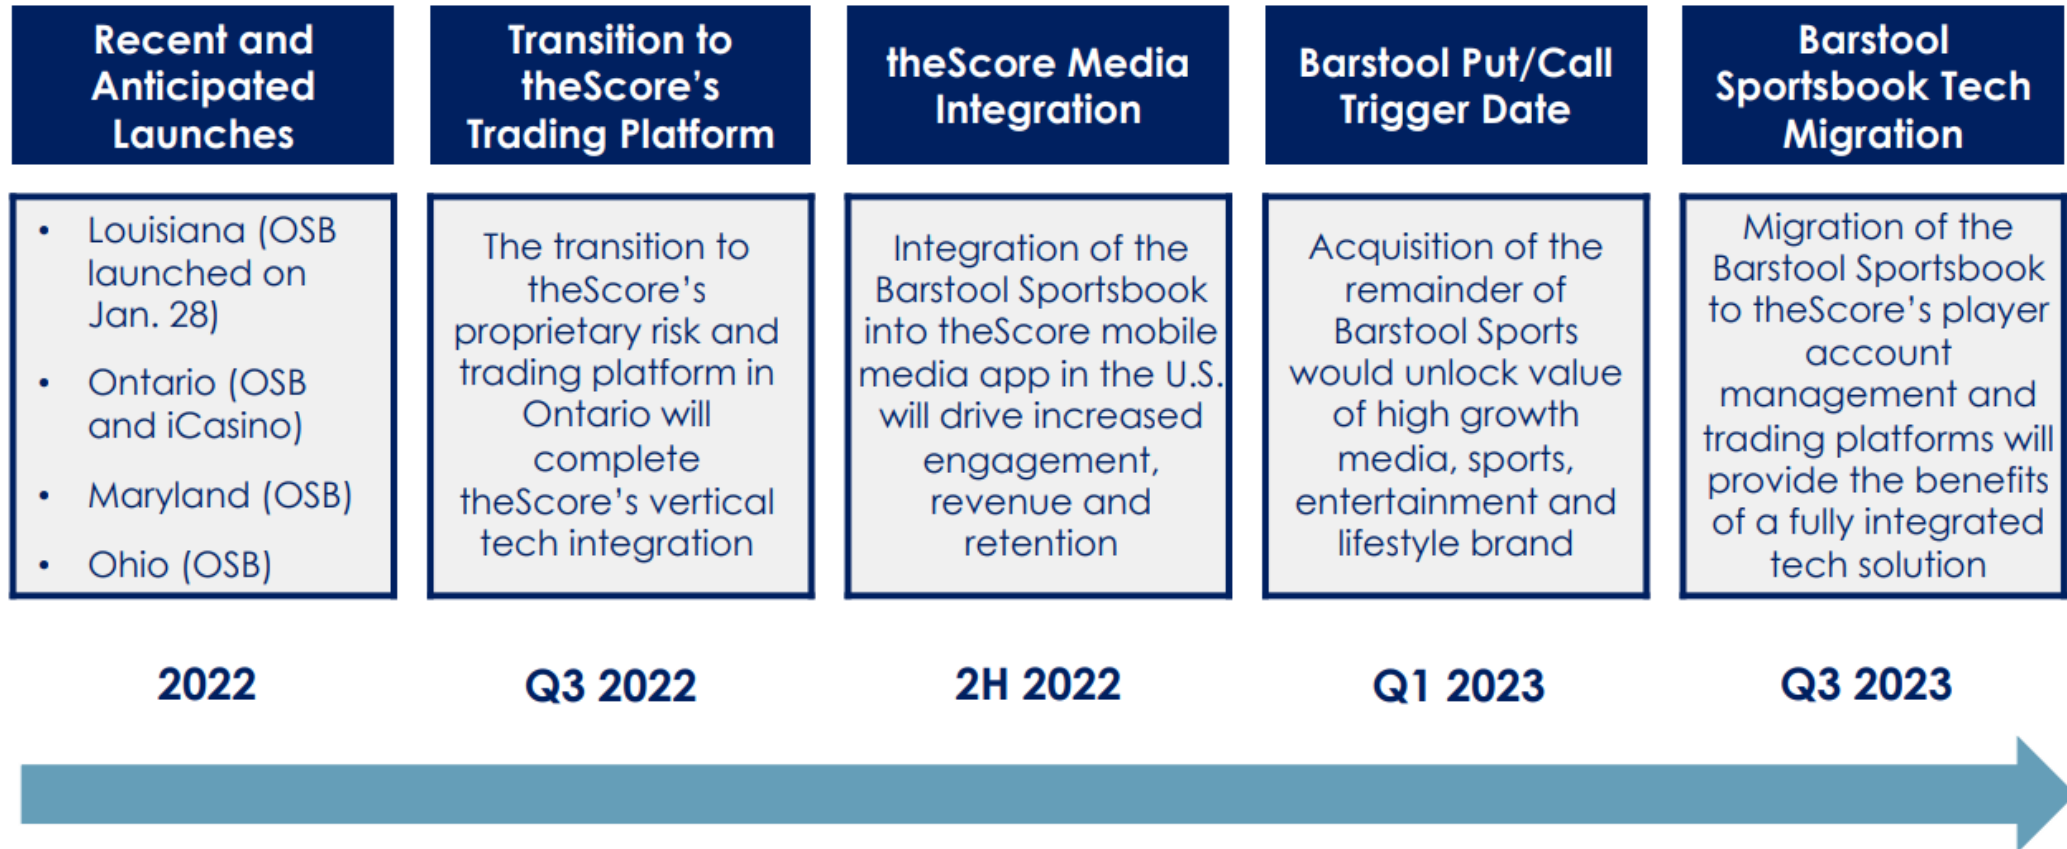 Recent and
Anticipated
Launches
• Louisiana (OSB
launched on
Jan. 28)
• Ontario (OSB
and iCasino)
• Maryland (OSB)
• Ohio (OSB)
2022
Transition to
theScore’s
Trading Platform
The transition to
theScore’s
proprietary risk and
trading platform in
Ontario will
complete
theScore’s vertical
tech integration
Q3 2022
theScore Media
Integration
Integration of the
Barstool Sportsbook
into theScore mobile
media app in the U.S.
will drive increased
engagement,
revenue and
retention
2H 2022
Barstool Put/Call
Trigger Date
Acquisition of the
remainder of
Barstool Sports
would unlock value
of high growth
media, sports,
entertainment and
lifestyle brand
Q1 2023
Barstool
Sportsbook Tech
Migration
Migration of the
Barstool Sportsbook
to theScore’s player
account
management and
trading platforms will
provide the benefits
of a fully integrated
tech solution
Q3 2023